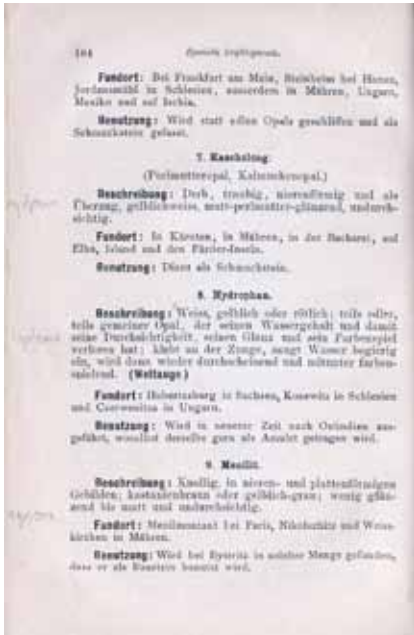 164 Specielle
Fundort: Bei Frankfurt am Main, Steinheim bei Hanau,
Jordansmühl in Schlesien, ausserdem in Mähren, Ungarn,
Mexiko und auf Ischia.
Benutzung: Wird statt edlen Opals geschliffen und als
Schmuckstein gefasst.
7. Kascholong.
(Perlmutteropal, Kalmückenopal.)
Beschreibung: Derb, traubig, nierenförmig und als
Überzug, gelblichweiss, matt-perlmutter-glänzend, undurch-
sichtig.
Fundort: In Kärnten, in Mähren, in der Bucharei, auf
Elba, Island und den Färöer-Inseln.
Benutzung: Dient als Schmuckstein.
8. Hydrophan.
Beschreibung: Weiss, gelblich oder rötlich; teils edler,
teils gemeiner Opal, der seinen Wassergehalt und damit
seine Durchsichtigkeit, seinen Glanz und sein Farbenspiel
verloren hat; klebt an der Zunge, saugt Wasser begierig
ein, wird dann wieder durchscheinend und mitunter farben-
spielend. (Weltauge)
Fundort: Hubertusburg in Sachsen, Kosewitz in Schlesien
und Czerwenitza in Ungarn.
Benutzung: Wird in neuerer Zeit nach Ostindien aus-
geführt, woselbst derselbe gern als Amulet getragen wird.
9. Menilit.
Beschreibung: Knollig, in nieren- und plattenförmigen
Gebilden; kastanienbraun oder gelblich-grau; wenig glän-
zend bis matt und undurchsichtig.
Fundort: Menilmontant bei Paris, Nikolschitz und Weiss-
kirchen in Mähren.
Benutzung: Wird bei in solcher Menge gefunden,
dass er als Baustein benutzt wird.